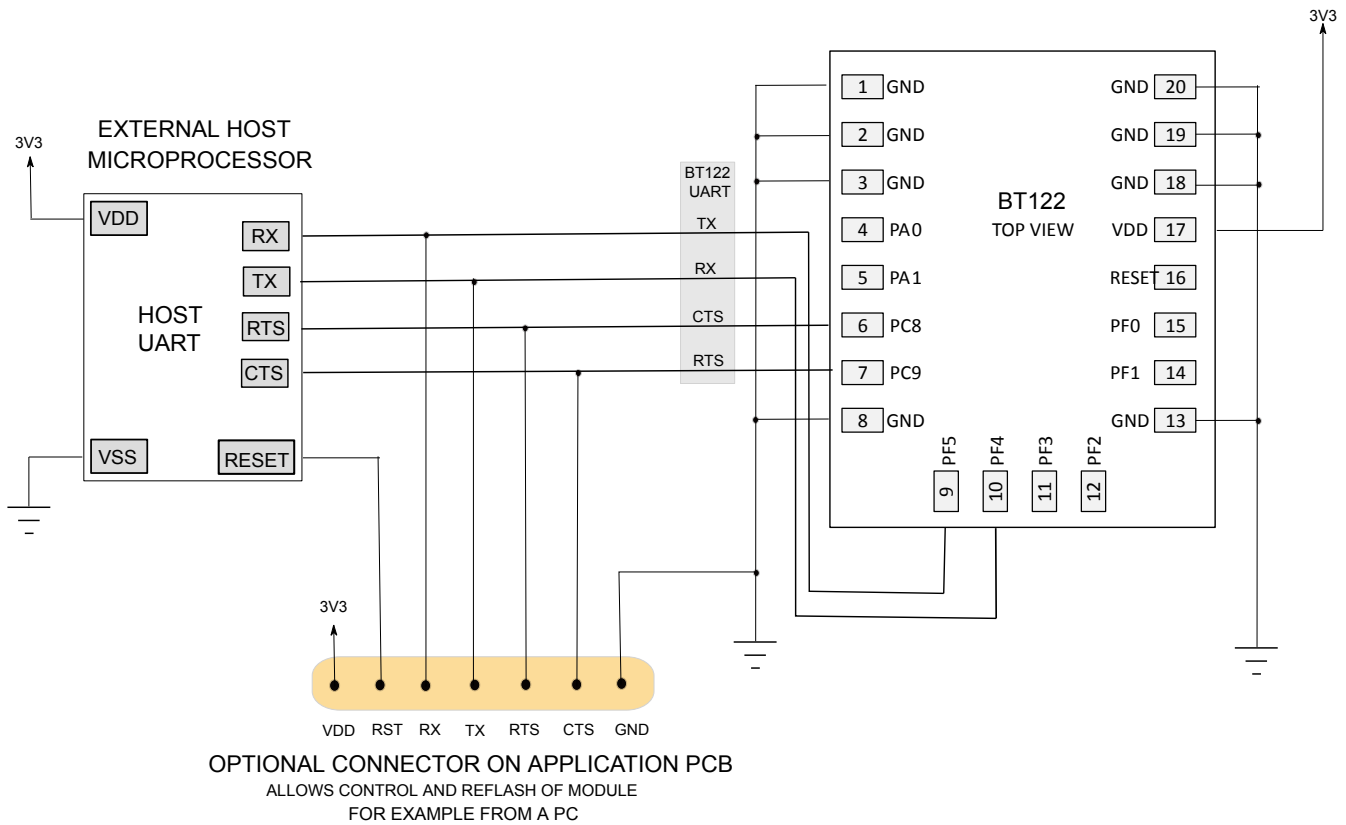 3V3
EXTERNAL HOST
MICROPROCESSOR
3V3
VDD
RX
TX
HOST
UART
RTS
CTS
VSS
RESET
BT122
UART
TX
RX
CTS
RTS
1 GND
2 GND
3 GND
4 PA0
5 PA1
6 PC8
7 PC9
8 GND
BT122
TOP VIEW
GND 20
GND 19
GND 18
VDD 17
RESET 16
PF0 15
PF1 14
GND 13
PF5 PF4 PF3 PF2
9 10 11 12
3V3
VDD RST RX TX RTS CTS GND
OPTIONAL CONNECTOR ON APPLICATION PCB
ALLOWS CONTROL AND REFLASH OF MODULE
FOR EXAMPLE FROM A PC